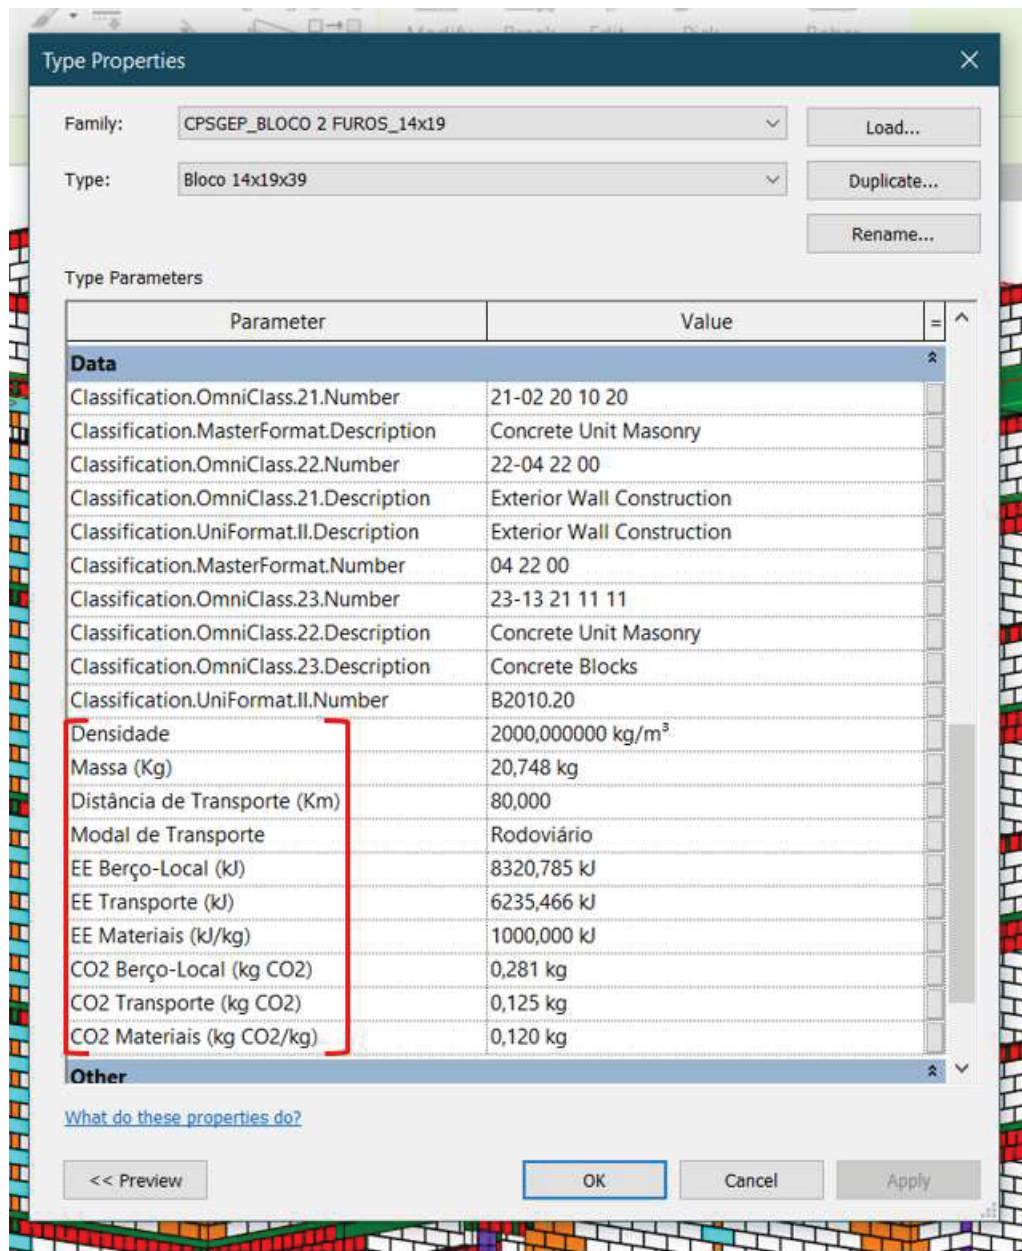 Type Properties
Family: CPSGEP_BLOCO 2 FUROS_14x19 Load...
Type: Bloco 14x19x39 Duplicate...
Rename...
Type Parameters
Parameter Value =
Data
Classification.OmniClass.21.Number 21-02 20 10 20
Classification.MasterFormat.Description Concrete Unit Masonry
Classification.OmniClass.22.Number 22-04 22 00
Classification.OmniClass.21.Description Exterior Wall Construction
Classification.UniFormat.II.Description Exterior Wall Construction
Classification.MasterFormat.Number 04 22 00
Classification.OmniClass.23.Number 23-13 21 11 11
Classification.OmniClass.22.Description Concrete Unit Masonry
Classification.OmniClass.23.Description Concrete Blocks
Classification.UniFormat.II.Number B2010.20
Densidade 2000,000000 kg/m³
Massa (Kg) 20,748 kg
Distância de Transporte (Km) 80,000
Modal de Transporte Rodoviário
EE Berço-Local (kJ) 8320,785 kJ
EE Transporte (kJ) 6235,466 kJ
EE Materiais (kJ/kg) 1000,000 kJ
CO2 Berço-Local (kg CO2) 0,281 kg
CO2 Transporte (kg CO2) 0,125 kg
CO2 Materiais (kg CO2/kg) 0,120 kg
Other
What do these properties do?
<< Preview OK Cancel Apply